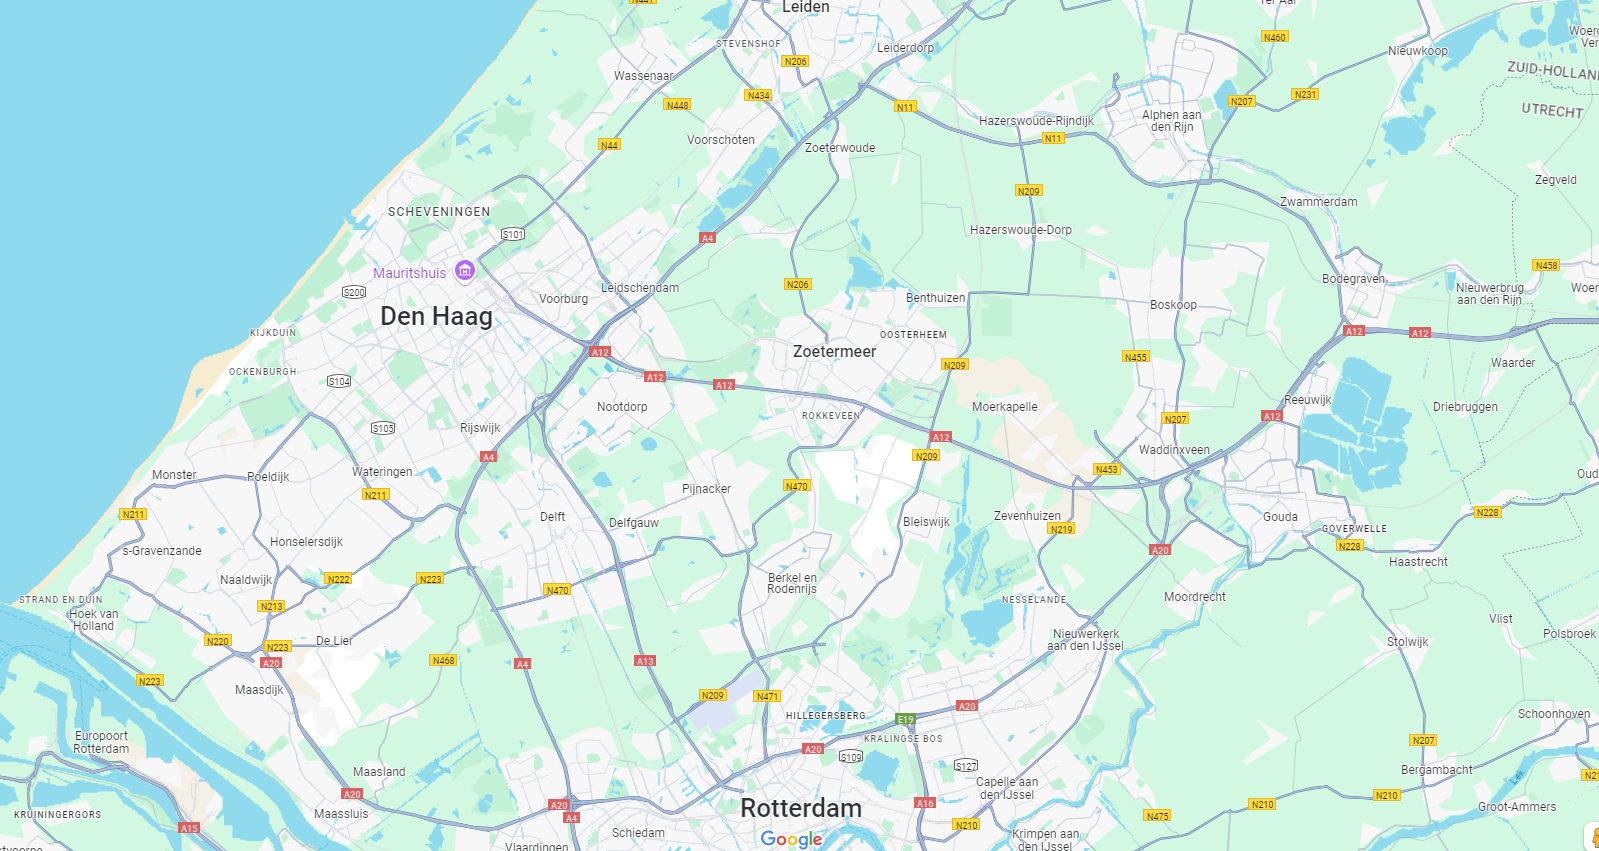 N441
Leiden
Ter Aar
N460
STEVENSHOF
Leiderdorp
Nieuwkoop
N206
Wassenaar
ZUID-HOLLAN
N434
N448
N11
N207
N231
UTRECHT
Hazerswoude-Rijndijk
Alphen aan
den Rijn
Voorschoten
N44
N11
Zoeterwoude
Zegveld
N209
SCHEVENINGEN
Zwammerdam
S101
A4
Hazerswoude-Dorp
Mauritshuis
N458
Bodegraven
N206
Leidschendam
Nieuwerbrug
aan den Rijn
Woer
S200
Voorburg
Benthuizen
Boskoop
Den Haag
KIJKDUIN
OOSTERHEEM
A12
A12
A12
Zoetermeer
N455
N209
Waarder
OCKENBURGH
S104
A12
A12
Nootdorp
Moerkapelle
Reeuwijk
Driebruggen
ROKKEVEEN
N207
A12
S105
Rijswijk
A12
Waddinxveen
A4
N209
Monster
Poeldijk
Wateringen
N453
Oud
N211
Pijnacker
N470
N211
Delft
Delfgauw
Bleiswijk
Zevenhuizen
Gouda
N228
N219
GOVERWELLE
s-Gravenzande
Honselersdijk
A20
N228
Haastrecht
Naaldwijk
N222
N223
N470
Berkel en
Rodenrijs
STRAND EN DUIN
N213
NESSELANDE
Moordrecht
Hoek van
Holland
Vlist
N220
N223
De Lier
Nieuwerkerk
aan den IJssel
Stolwijk
Polsbroek
A20
N468
A4
A13
N223
Maasdijk
N209
N471
A20
HILLEGERSBERG
E19
Schoonhoven
Europoort
Rotterdam
KRALINGSE BOS
N207
A20
S109
S127
Maasland
Capelle aan
den IJssel
Bergambacht
Lek
A20
A20
A16
N210
N210
Maassluis
A4
Rotterdam
N475
Groot-Ammers
KRUININGERGORS
A15
Schiedam
N210
Krimpen aan
den IJssel
Google
Vlaardingen